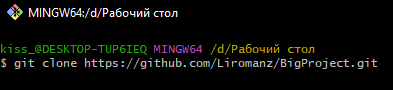 MINGW64:/d/Рабочий стол
kiss_@DESKTOP-TUP6IEQ MINGW64 /d/Рабочий стол
$ git clone https://github.com/Liromanz/BigProject.git